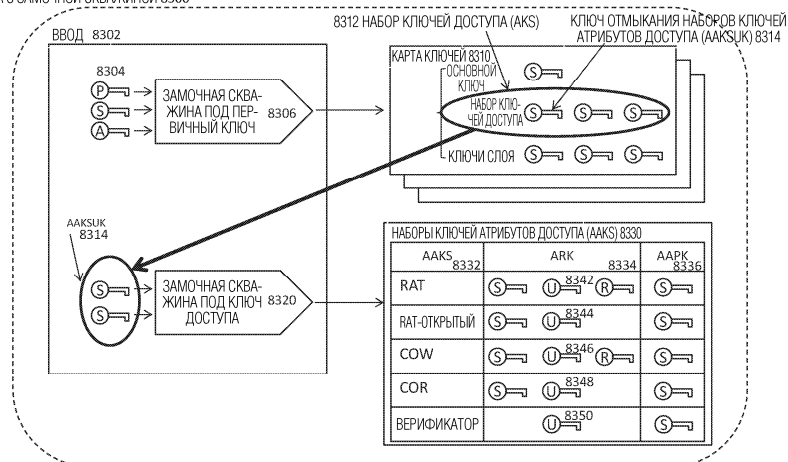 С ЗАМОЧНОЙ СКВАЖИНОЙ 8300
8312 НАБОР КЛЮЧЕЙ ДОСТУПА (AKS)
КЛЮЧ ОТМЫКАНИЯ НАБОРОВ КЛЮЧЕЙ
АТРИБУТОВ ДОСТУПА (AAKSUK) 8314
ВВОД 8302
8304
P
S
A
ЗАМОЧНАЯ СКВА-
ЖИНА ПОД ПЕР-
ВИЧНЫЙ КЛЮЧ
8306
КАРТА КЛЮЧЕЙ 8310
ОСНОВНОЙ
КЛЮЧ
S
НАБОР КЛЮ-
ЧЕЙ ДОСТУПА
S S S
КЛЮЧИ СЛОЯ
S S S
AAKSUK
8314
S
S
ЗАМОЧНАЯ СКВА-
ЖИНА ПОД КЛЮЧ
ДОСТУПА
8320
НАБОРЫ КЛЮЧЕЙ АТРИБУТОВ ДОСТУПА (AAKS) 8330
AAKS 8332 ARK 8334 AAPK 8336
RAT S U 8342 R S
RAT-ОТКРЫТЫЙ S U 8344 S
COW S U 8346 R S
COR S U 8348 S
ВЕРИФИКАТОР U 8350 S